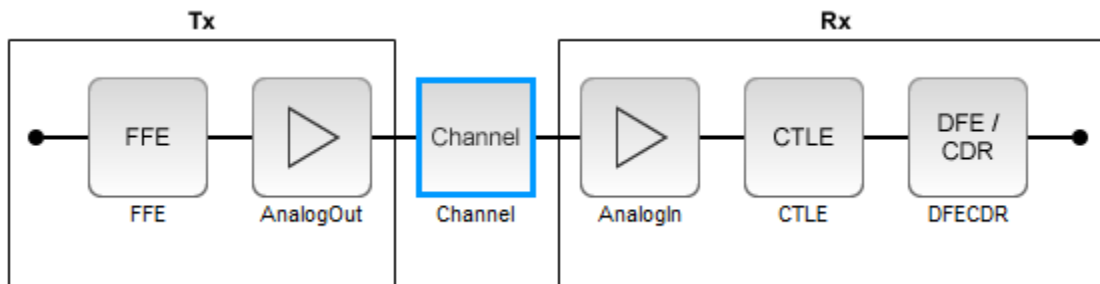 Tx
Rx
FFE
Channel
CTLE
DFE /
CDR
FFE
AnalogOut
Channel
AnalogIn
CTLE
DFECDR